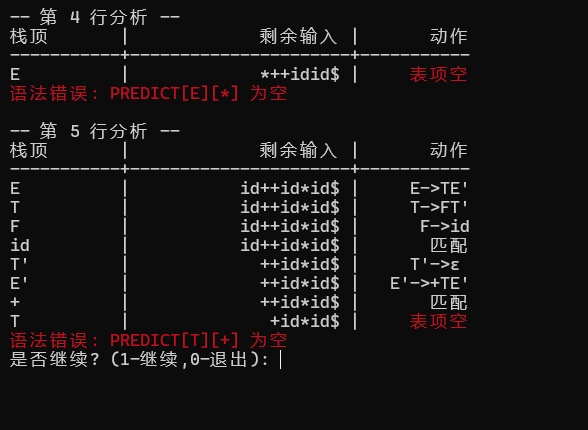 -- 第 4 行分析 --
栈顶 | 剩余输入 | 动作
-----------+-----------------------+-----------
E | *++idid$ | 表项空
语法错误: PREDICT[E][*] 为空
-- 第 5 行分析 --
栈顶 | 剩余输入 | 动作
-----------+-----------------------+-----------
E | id++id*id$ | E->TE'
T | id++id*id$ | T->FT'
F | id++id*id$ | F->id
id | id++id*id$ | 匹配
T' | ++id*id$ | T'->ε
E' | ++id*id$ | E'->+TE'
+ | ++id*id$ | 匹配
T | +id*id$ | 表项空
语法错误: PREDICT[T][+] 为空
是否继续? (1-继续,0-退出):